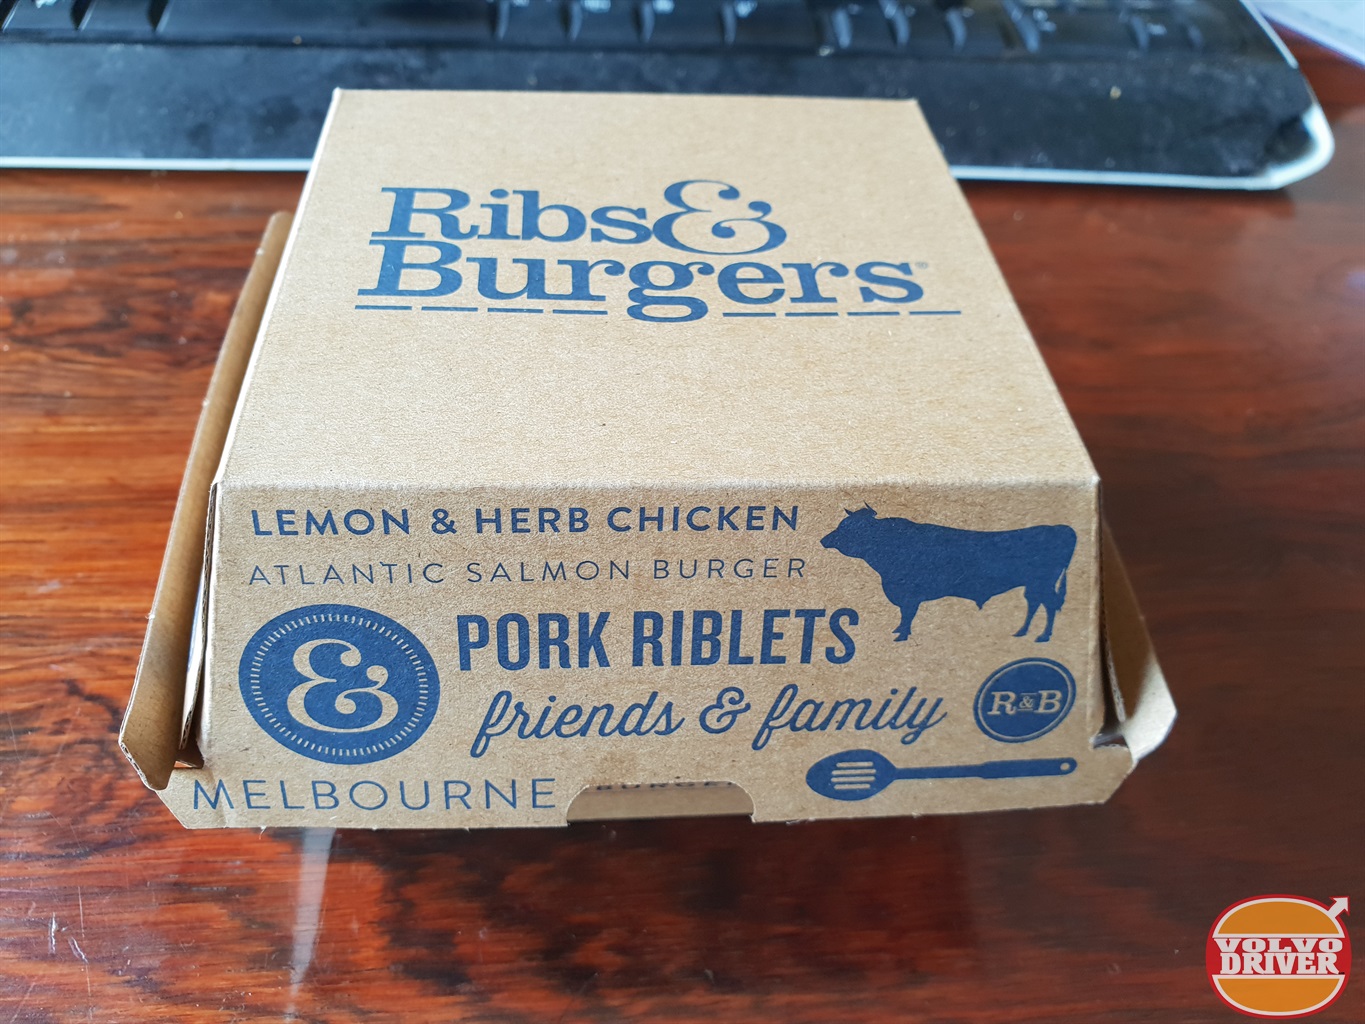 Ribs &
Burgers
LEMON & HERB CHICKEN
ATLANTIC SALMON BURGER
&
PORK RIBLETS
friends & family
R&B
MELBOURNE
VOLVO
DRIVER